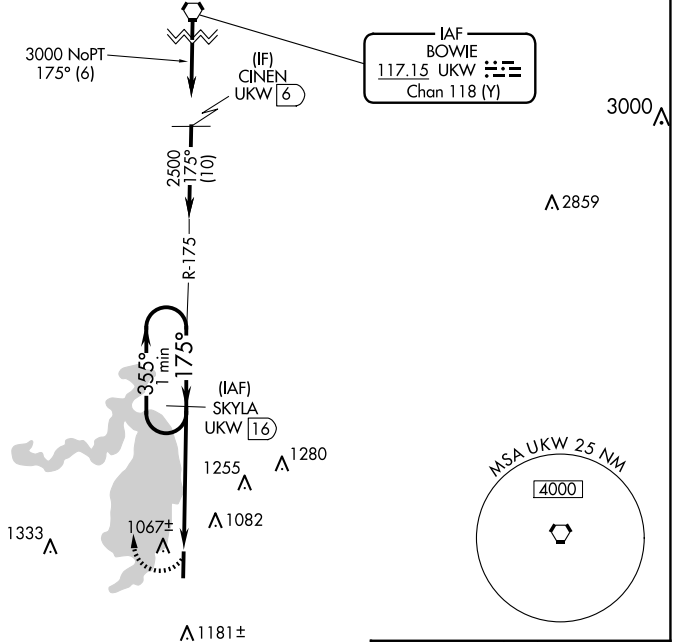 3000 NoPT
175° (6)
(IF)
CINEN
UKW 6
IAF
BOWIE
117.15 UKW
Chan 118 (Y)
3000
2859
2500
175°
(10)
R-175
355°
1 min
175°
(IAF)
SKYLA
UKW 16
1255
1280
1082
1067±
1333
1181±
MSA UKW 25 NM
4000